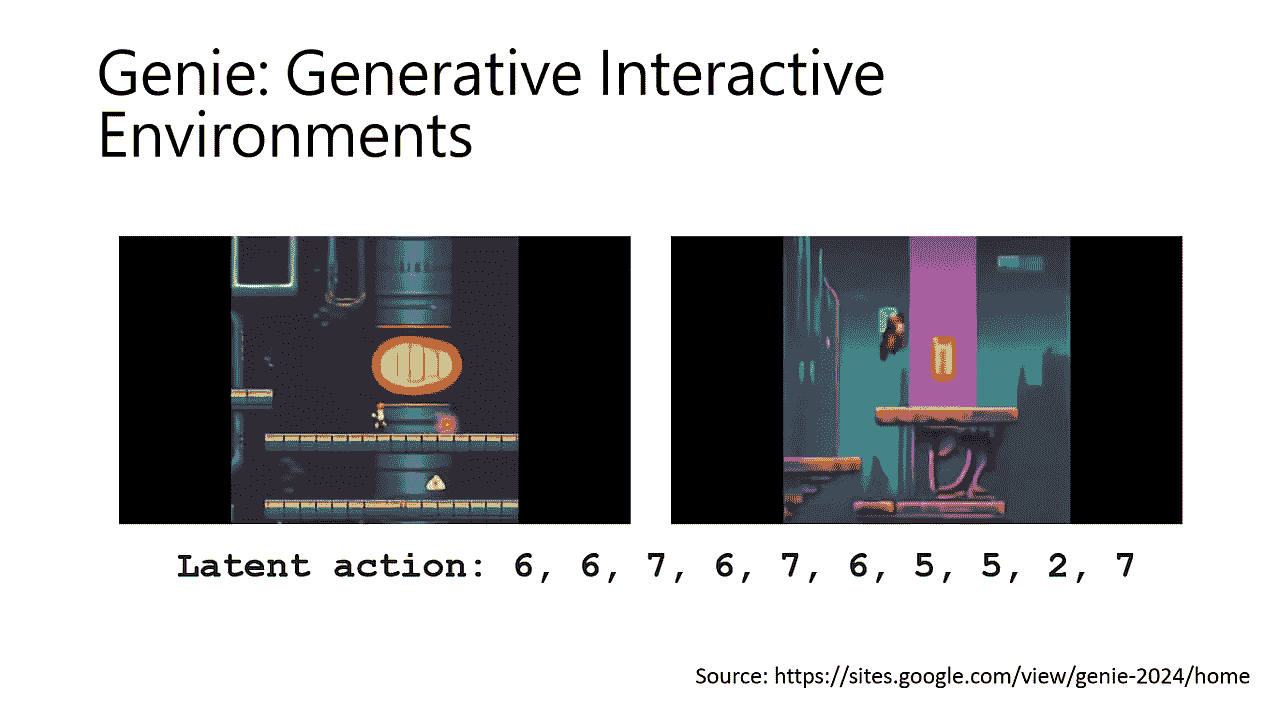 Genie: Generative Interactive
Environments
Latent action: 6, 6, 7, 6, 7, 6, 5, 5, 2, 7
Source: https://sites.google.com/view/genie-2024/home